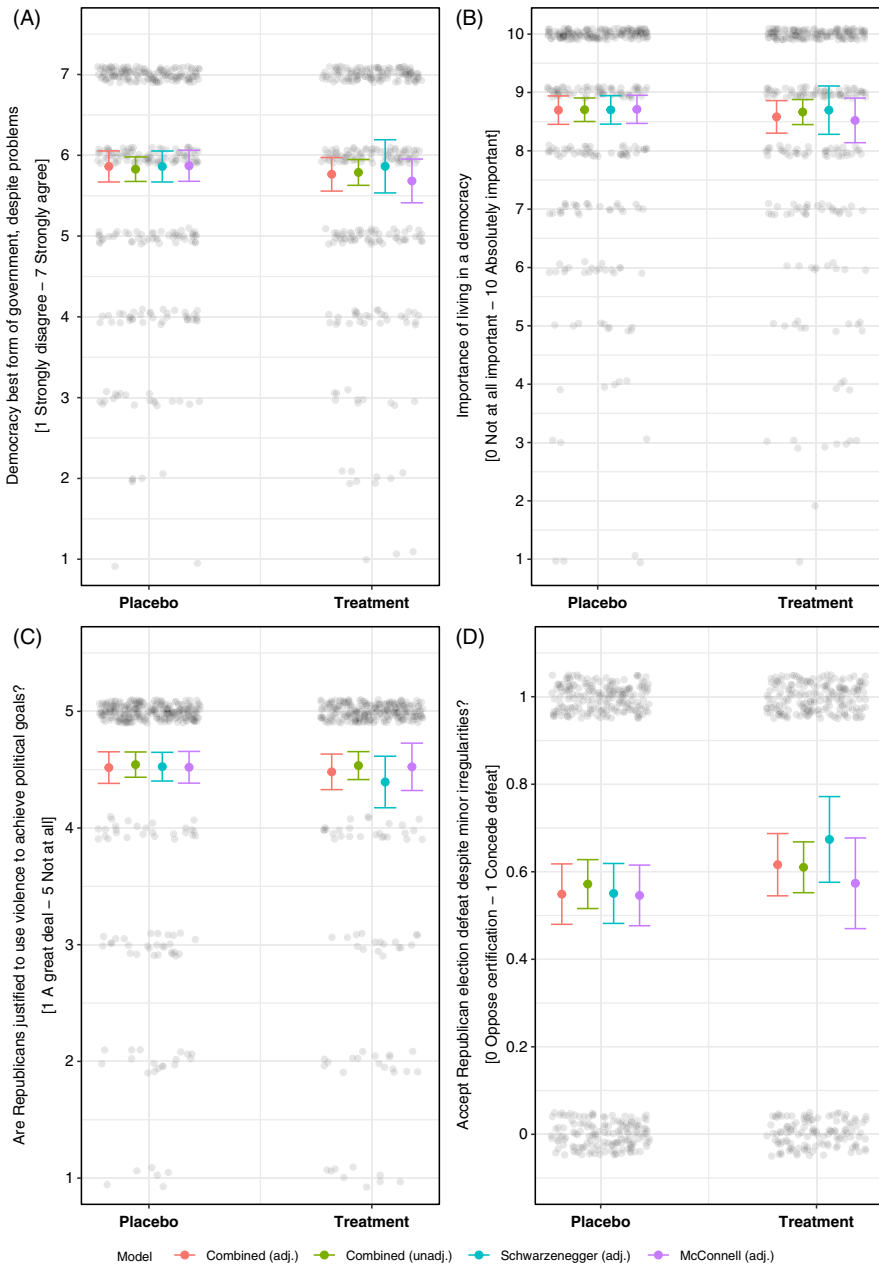 (A)
Democracy best form of government, despite problems
[1 Strongly disagree – 7 Strongly agree]
7
6
5
4
3
2
1
Placebo
Treatment
(B)
Importance of living in a democracy
[0 Not at all important – 10 Absolutely important]
10
9
8
7
6
5
4
3
2
1
Placebo
Treatment
(C)
Are Republicans justified to use violence to achieve political goals?
[1 A great deal – 5 Not at all]
5
4
3
2
1
Placebo
Treatment
(D)
Accept Republican election defeat despite minor irregularities?
[0 Oppose certification – 1 Concede defeat]
1
0.8
0.6
0.4
0.2
0
Placebo
Treatment
Model Combined (adj.) Combined (unadj.) Schwarzenegger (adj.) McConnell (adj.)